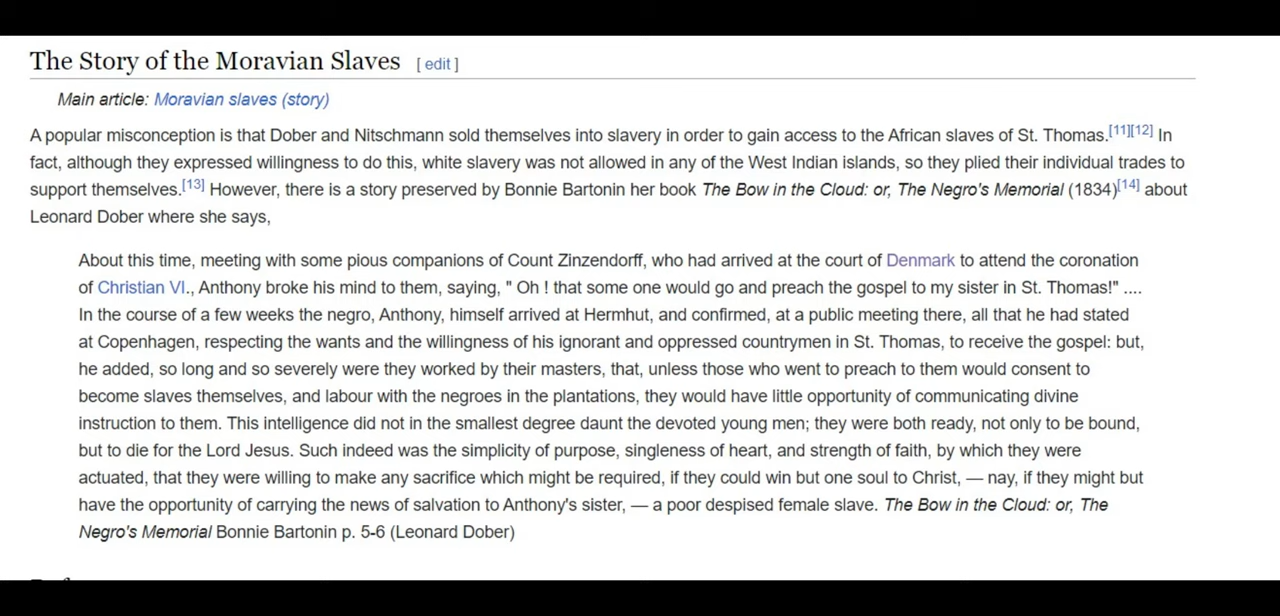 The Story of the Moravian Slaves [ edit ]
Main article: Moravian slaves (story)
A popular misconception is that Dober and Nitschmann sold themselves into slavery in order to gain access to the African slaves of St. Thomas.[11][12] In
fact, although they expressed willingness to do this, white slavery was not allowed in any of the West Indian islands, so they plied their individual trades to
support themselves.[13] However, there is a story preserved by Bonnie Bartonin her book The Bow in the Cloud: or, The Negro's Memorial (1834)[14] about
Leonard Dober where she says,
About this time, meeting with some pious companions of Count Zinzendorff, who had arrived at the court of Denmark to attend the coronation
of Christian VI., Anthony broke his mind to them, saying, " Oh ! that some one would go and preach the gospel to my sister in St. Thomas!" ....
In the course of a few weeks the negro, Anthony, himself arrived at Hermhut, and confirmed, at a public meeting there, all that he had stated
at Copenhagen, respecting the wants and the willingness of his ignorant and oppressed countrymen in St. Thomas, to receive the gospel: but,
he added, so long and so severely were they worked by their masters, that, unless those who went to preach to them would consent to
become slaves themselves, and labour with the negroes in the plantations, they would have little opportunity of communicating divine
instruction to them. This intelligence did not in the smallest degree daunt the devoted young men; they were both ready, not only to be bound,
but to die for the Lord Jesus. Such indeed was the simplicity of purpose, singleness of heart, and strength of faith, by which they were
actuated, that they were willing to make any sacrifice which might be required, if they could win but one soul to Christ, — nay, if they might but
have the opportunity of carrying the news of salvation to Anthony's sister, — a poor despised female slave. The Bow in the Cloud: or, The
Negro's Memorial Bonnie Bartonin p. 5-6 (Leonard Dober)